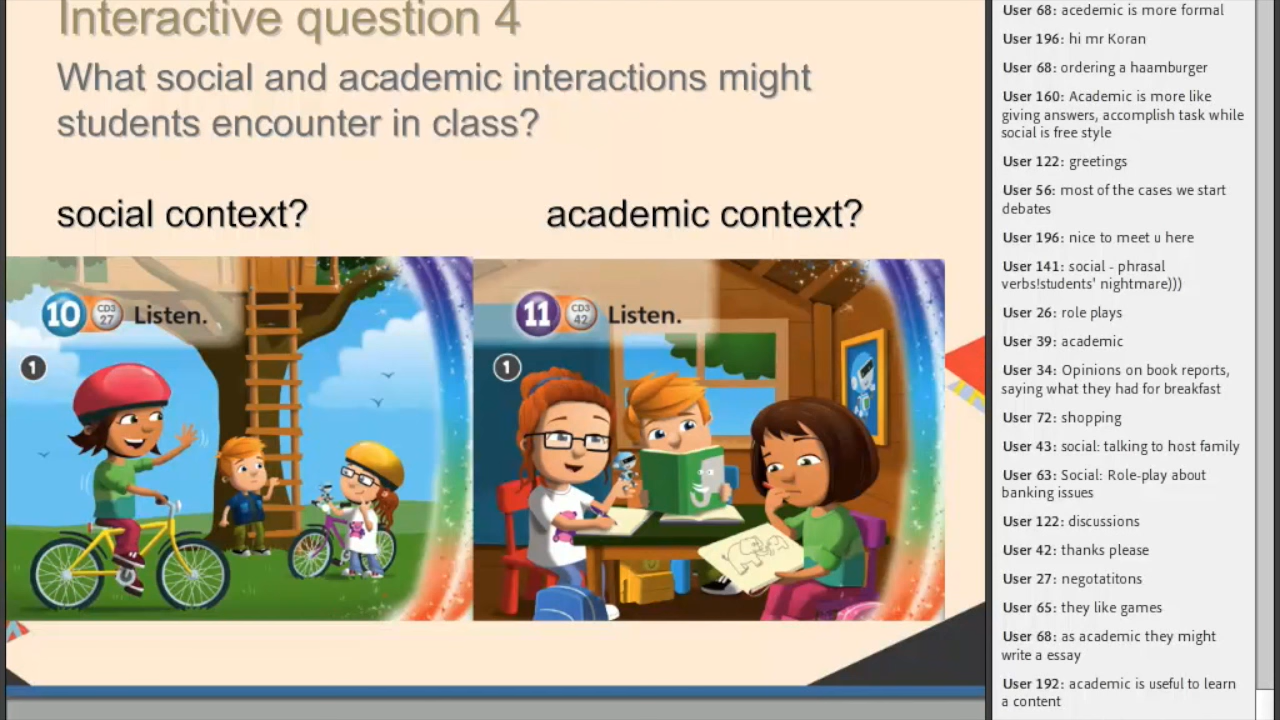 Interactive question 4
What social and academic interactions might
students encounter in class?
social context?
academic context?
10 CD3 27 Listen.
1
11 CD3 42 Listen.
1
User 68: acedemic is more formal
User 196: hi mr Koran
User 68: ordering a haamburger
User 160: Academic is more like
giving answers, accomplish task while
social is free style
User 122: greetings
User 56: most of the cases we start
debates
User 196: nice to meet u here
User 141: social - phrasal
verbs!students' nightmare)))
User 26: role plays
User 39: academic
User 34: Opinions on book reports,
saying what they had for breakfast
User 72: shopping
User 43: social: talking to host family
User 63: Social: Role-play about
banking issues
User 122: discussions
User 42: thanks please
User 27: negotatitons
User 65: they like games
User 68: as academic they might
write a essay
User 192: academic is useful to learn
a content